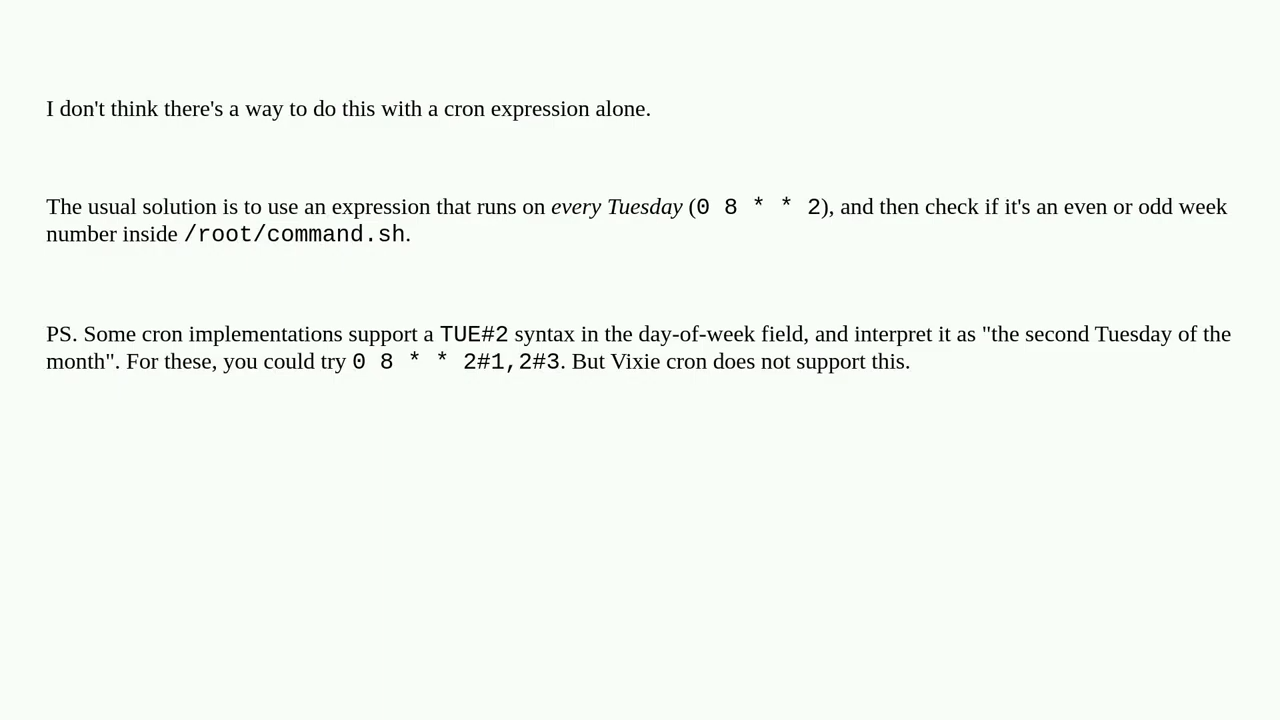 I don't think there's a way to do this with a cron expression alone.
The usual solution is to use an expression that runs on every Tuesday (0 8 * * 2), and then check if it's an even or odd week
number inside /root/command.sh.
PS. Some cron implementations support a TUE#2 syntax in the day-of-week field, and interpret it as "the second Tuesday of the
month". For these, you could try 0 8 * * 2#1,2#3. But Vixie cron does not support this.